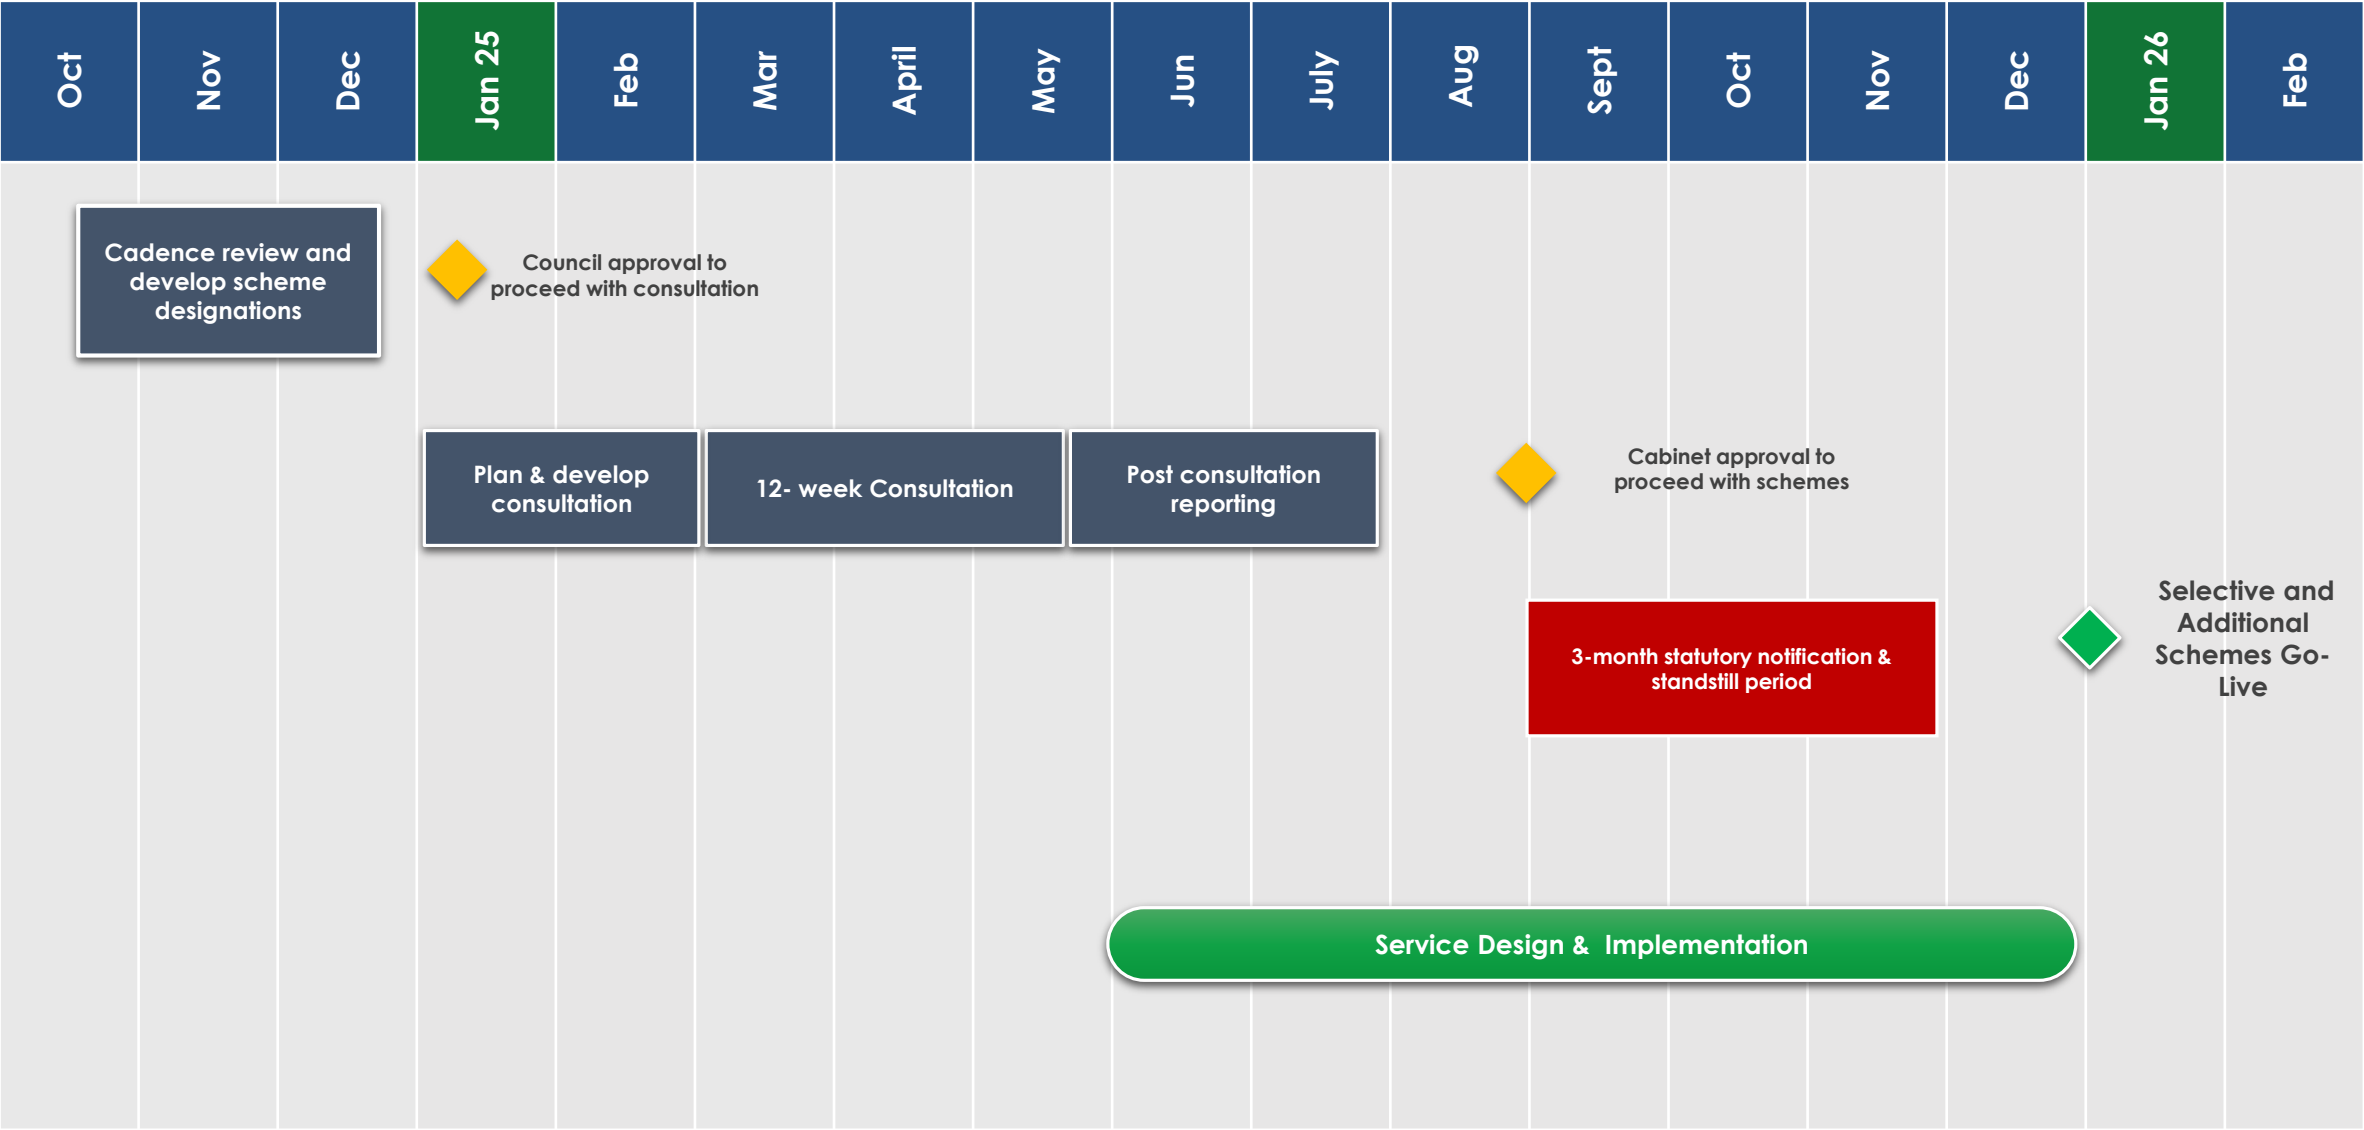 Oct
Nov
Dec
Jan 25
Feb
Mar
April
May
Jun
July
Aug
Sept
Oct
Nov
Dec
Jan 26
Feb
Cadence review and
develop scheme
designations
Council approval to
proceed with consultation
Plan & develop
consultation
12- week Consultation
Post consultation
reporting
Cabinet approval to
proceed with schemes
3-month statutory notification &
standstill period
Selective and
Additional
Schemes Go-
Live
Service Design &  Implementation